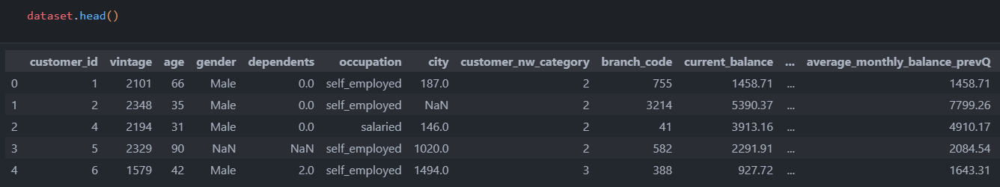 dataset.head()
customer_id vintage age gender dependents occupation city customer_nw_category branch_code current_balance ... average_monthly_balance_prevQ
0 1 2101 66 Male 0.0 self_employed 187.0 2 755 1458.71 ... 1458.71
1 2 2348 35 Male 0.0 self_employed NaN 2 3214 5390.37 ... 7799.26
2 4 2194 31 Male 0.0 salaried 146.0 2 41 3913.16 ... 4910.17
3 5 2329 90 NaN NaN self_employed 1020.0 2 582 2291.91 ... 2084.54
4 6 1579 42 Male 2.0 self_employed 1494.0 3 388 927.72 ... 1643.31